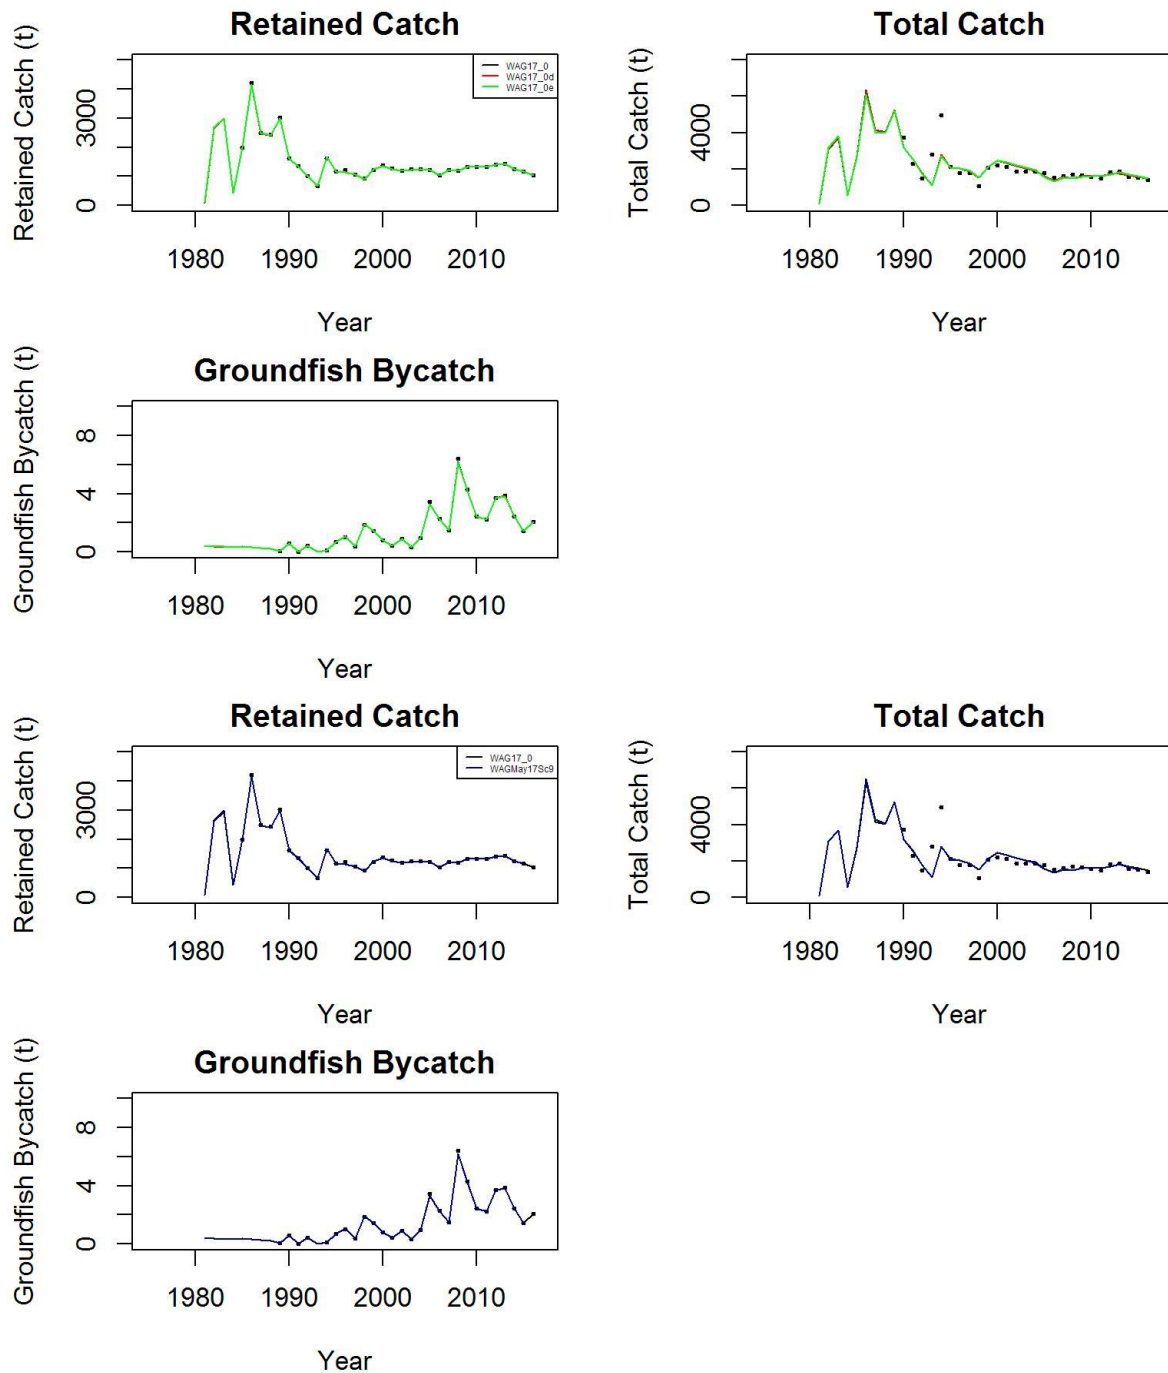 Retained Catch
Retained Catch (t)
0
3000
WAG17_0
WAG17_0d
WAG17_0e
1980 1990 2000 2010
Year
Total Catch
Total Catch (t)
0
4000
1980 1990 2000 2010
Year
Groundfish Bycatch
Groundfish Bycatch (t)
0
4
8
1980 1990 2000 2010
Year
Retained Catch
Retained Catch (t)
0
3000
WAG17_0
WAGMay17Sc9
1980 1990 2000 2010
Year
Total Catch
Total Catch (t)
0
4000
1980 1990 2000 2010
Year
Groundfish Bycatch
Groundfish Bycatch (t)
0
4
8
1980 1990 2000 2010
Year